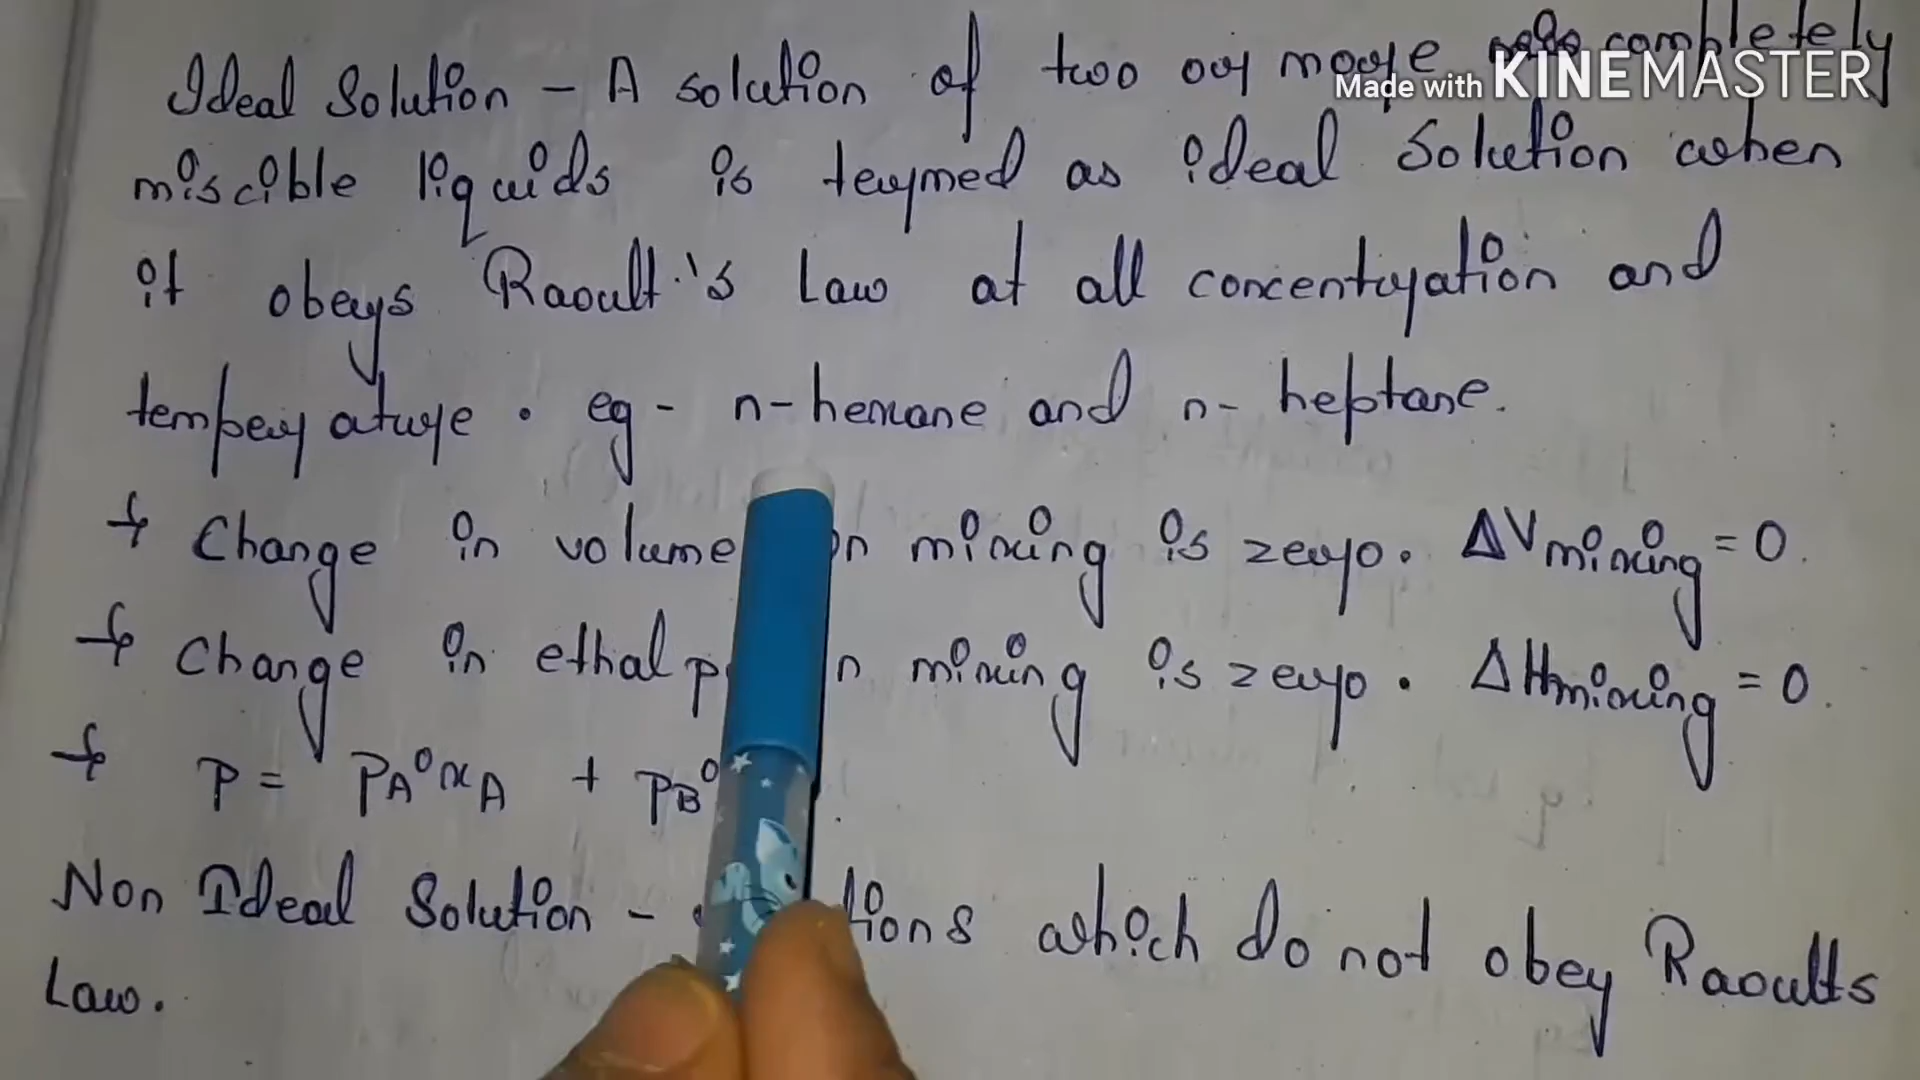 Ideal Solution - A solution of two or more completely
Made with KINEMASTER
miscible liquids is termed as ideal Solution when
it obeys Raoult's Law at all concentration and
temperature. eg - n-hexane and n- heptane.
→ Change in volume on mixing is zero. ΔVmixing = 0.
→ Change in ethalp mixing is zero. ΔHmixing = 0.
→ P = PA°xA + PB°
Non Ideal Solution - which do not obey Raoults
Law.